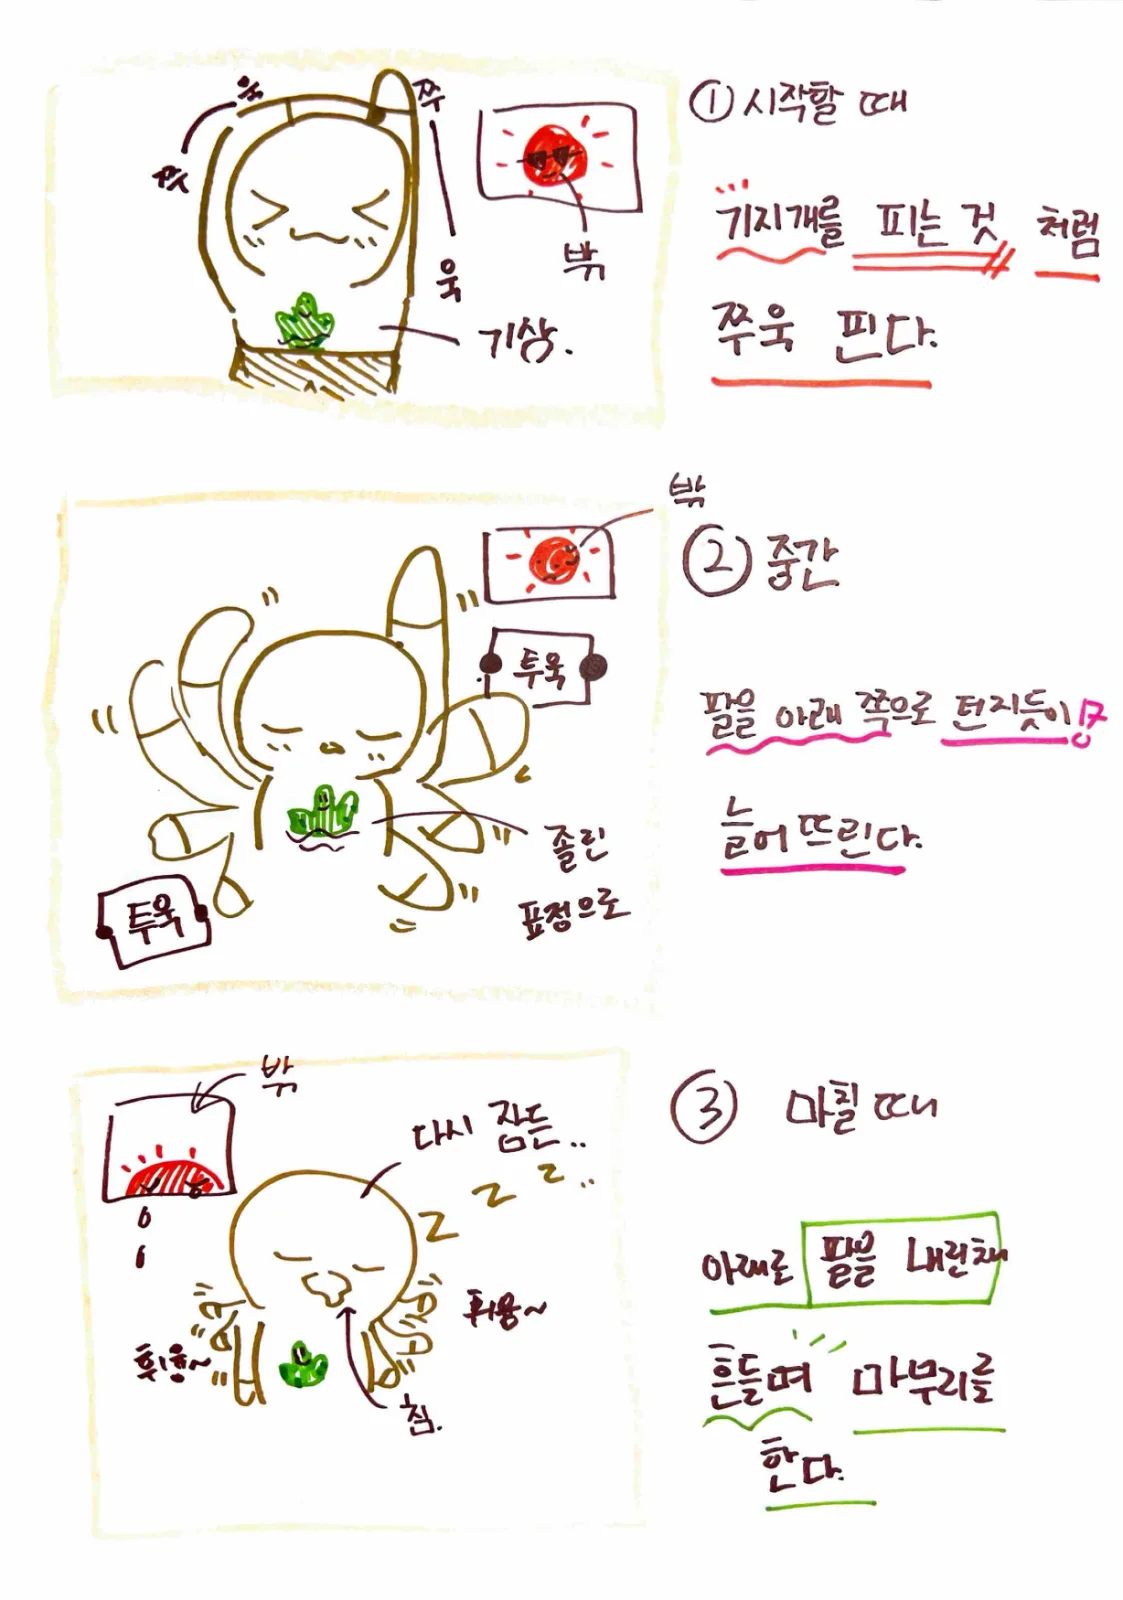 ① 시작할 때
쭈
욱
쭈
욱
밖
기상.
기지개를 피는 것 처럼
쭈욱 핀다.
밖
② 중간
투욱
팔을 아래 쪽으로 던지듯이!
늘어뜨린다.
졸린
표정으로
투욱
밖
③ 마칠 때
다시 잠든..
z z z..
아래로 팔을 내린채
휘융~
휘융~
흔들며 마무리를
침.
한다.